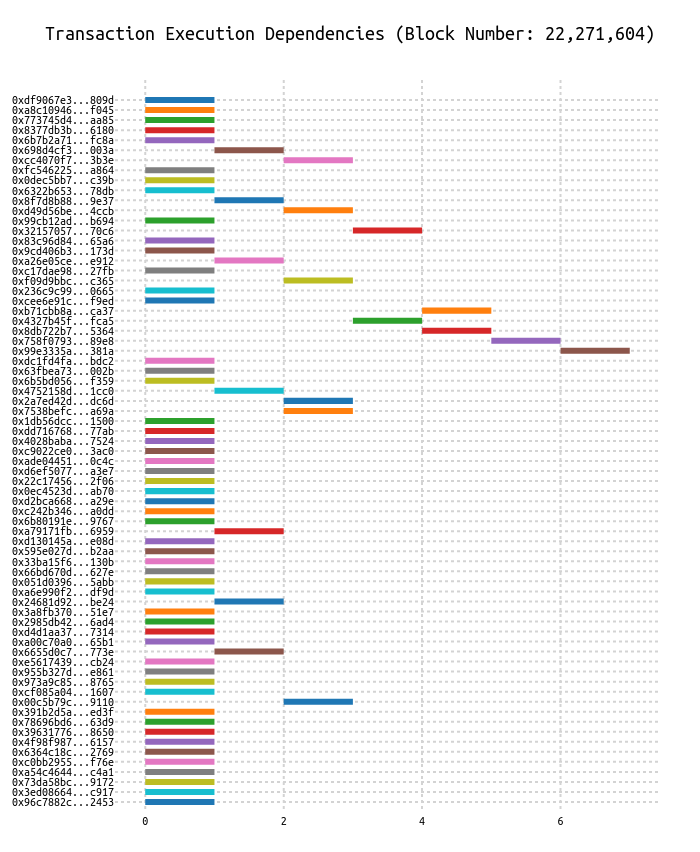 Transaction Execution Dependencies (Block Number: 22,271,604)
0xdf9067e3...809d
0xa8c10946...f045
0x773745d4...aa85
0x8377db3b...6180
0x6b7b2a71...fc8a
0x698d4cf3...003a
0xcc4070f7...3b3e
0xfc546225...a864
0x0dec5bb7...c39b
0x6322b653...78db
0x8f7d8b88...9e37
0xd49d56be...4ccb
0x99cb12ad...b694
0x32157057...70c6
0x83c96d84...65a6
0x9cd406b3...173d
0xa26e05ce...e912
0xc17dae98...27fb
0xf09d9bbc...c365
0x236c9c99...0665
0xcee6e91c...f9ed
0xb71cbb8a...ca37
0x4327b45f...fca5
0x8db722b7...5364
0x758f0793...89e8
0x99e3335a...381a
0xdc1fd4fa...bdc2
0x63fbea73...002b
0x6b5bd056...f359
0x4752158d...1cc0
0x2a7ed42d...dc6d
0x7538befc...a69a
0x1db56dcc...1500
0xdd716768...77ab
0x4028baba...7524
0xc9022ce0...3ac0
0xade04451...0c4c
0xd6ef5077...a3e7
0x22c17456...2f06
0x0ec4523d...ab70
0xd2bca668...a29e
0xc242b346...a0dd
0x6b80191e...9767
0xa79171fb...6959
0xd130145a...e08d
0x595e027d...b2aa
0x33ba15f6...130b
0x66bd670d...627e
0x051d0396...5abb
0xa6e990f2...df9d
0x24681d92...be24
0x3a8fb370...51e7
0x2985db42...6ad4
0xd4d1aa37...7314
0xa00c70a0...65b1
0x6655d0c7...773e
0xe5617439...cb24
0x955b327d...e861
0x973a9c85...8765
0xcf085a04...1607
0x00c5b79c...9110
0x391b2d5a...ed3f
0x78696bd6...63d9
0x39631776...8650
0x4f98f987...6157
0x6364c18c...2769
0xc0bb2955...f76e
0xa54c4644...c4a1
0x73da58bc...9172
0x3ed08664...c917
0x96c7882c...2453
0 2 4 6